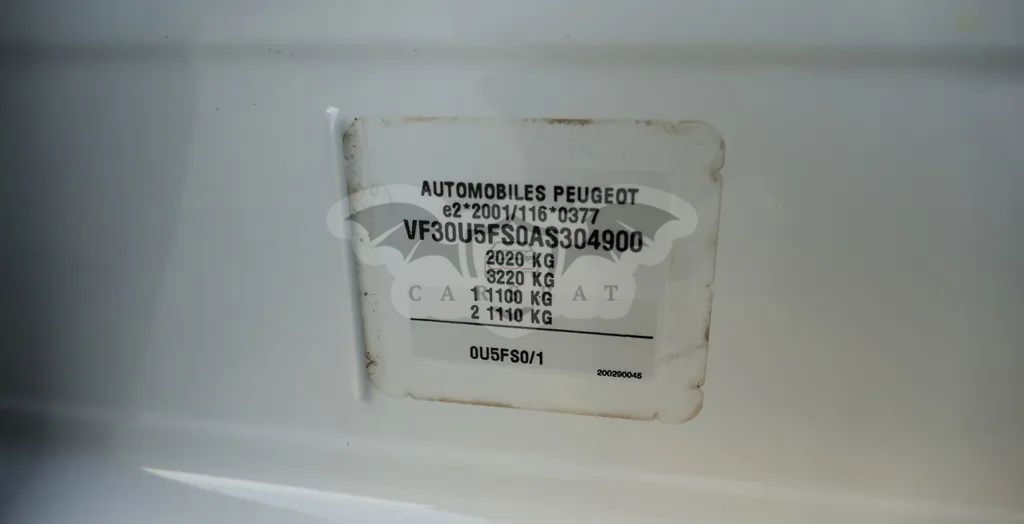 AUTOMOBILES PEUGEOT
e2*2001/116*0377
VF30U5FS0AS304900
2020 KG
3220 KG
1 1100 KG
2 1110 KG
0U5FS0/1
200290045